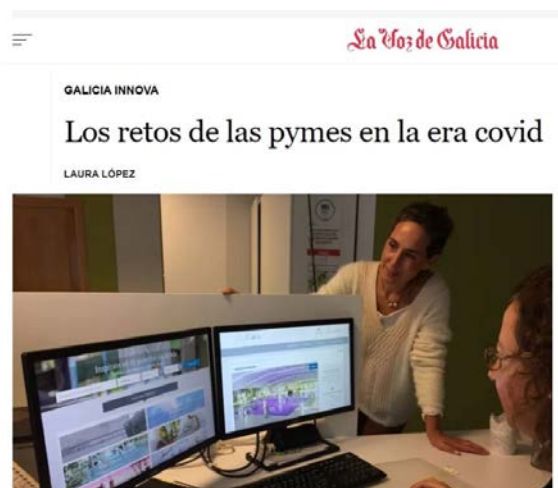 La Voz de Galicia
GALICIA INNOVA
Los retos de las pymes en la era covid
LAURA LÓPEZ